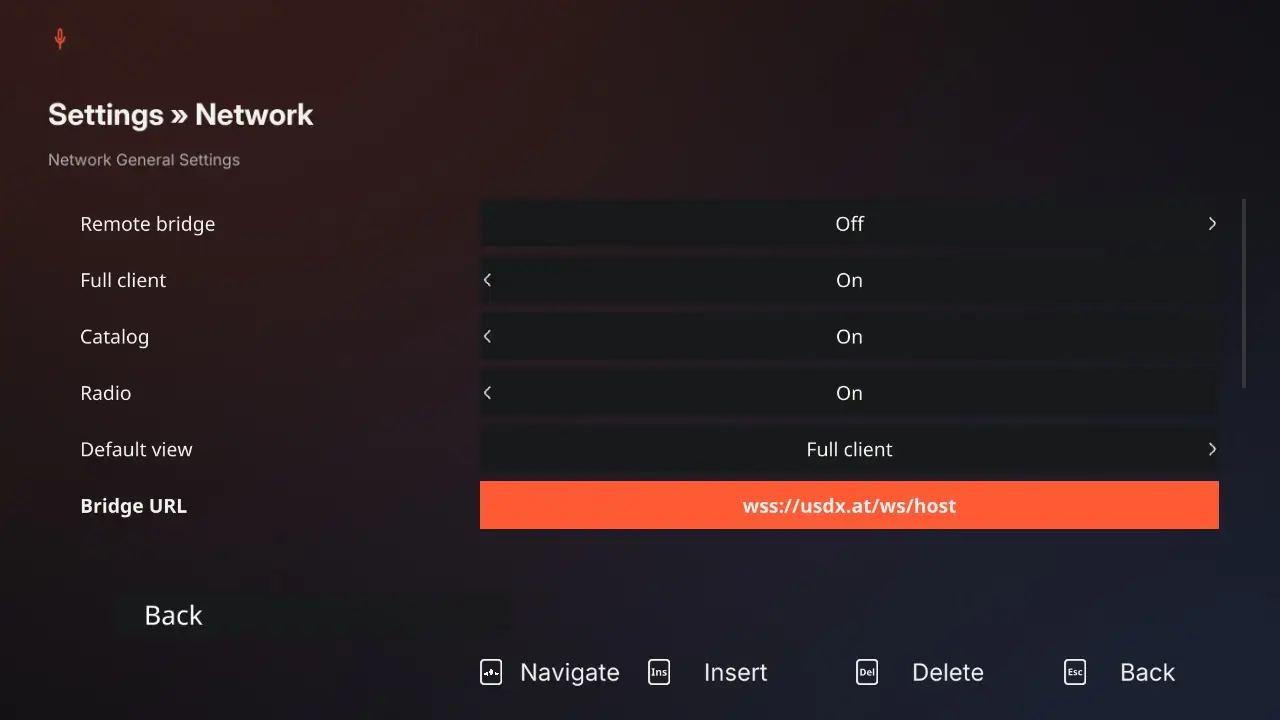 Settings » Network
Network General Settings
Remote bridge Off
Full client On
Catalog On
Radio On
Default view Full client
Bridge URL wss://usdx.at/ws/host
Back
Navigate Ins Insert Del Delete Esc Back